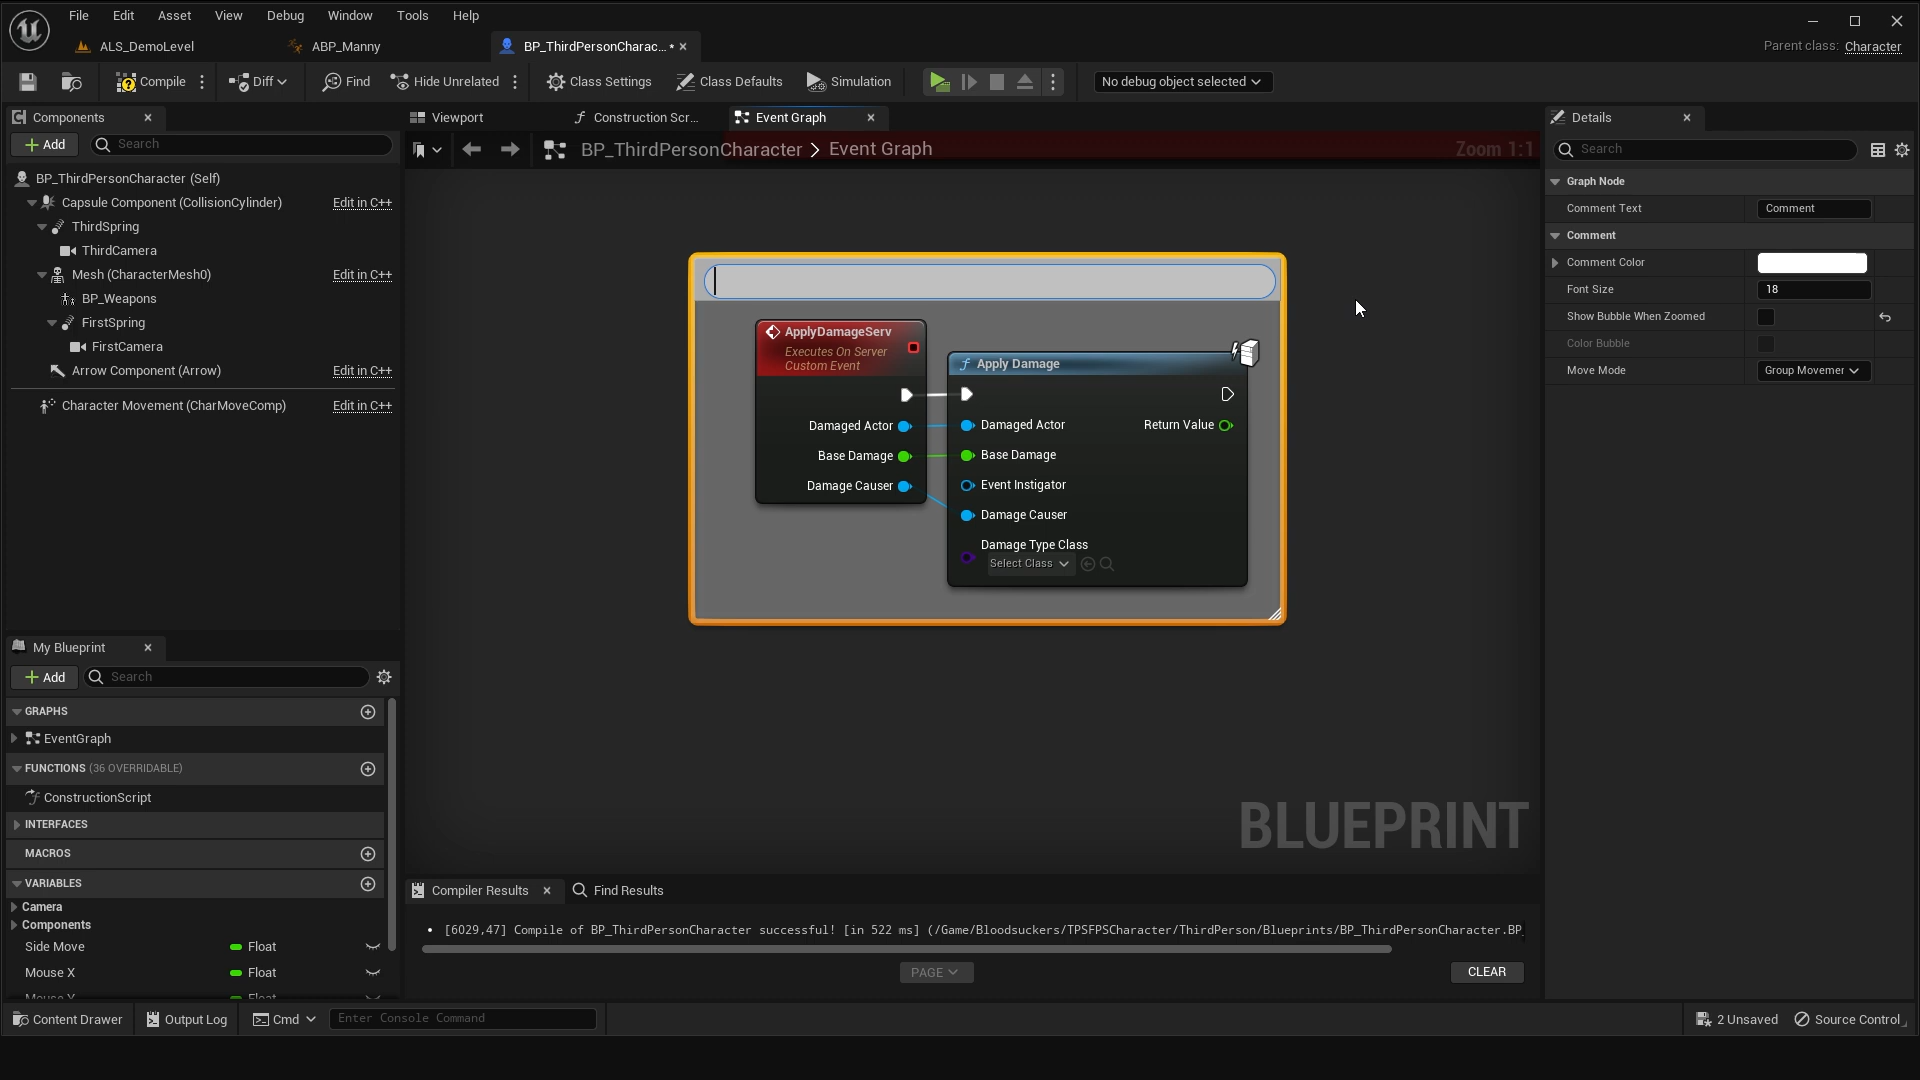 File Edit Asset View Debug Window Tools Help
ALS_DemoLevel ABP_Manny BP_ThirdPersonCharac... *
Parent class: Character
Compile Diff Find Hide Unrelated Class Settings Class Defaults Simulation No debug object selected
Components
Add Search
BP_ThirdPersonCharacter (Self)
Capsule Component (CollisionCylinder) Edit in C++
ThirdSpring
ThirdCamera
Mesh (CharacterMesh0) Edit in C++
BP_Weapons
FirstSpring
FirstCamera
Arrow Component (Arrow) Edit in C++
Character Movement (CharMoveComp) Edit in C++
My Blueprint
+ Add Search
GRAPHS
EventGraph
FUNCTIONS (36 OVERRIDABLE)
ConstructionScript
INTERFACES
MACROS
VARIABLES
Camera
Components
Side Move Float
Mouse X Float
Mouse Y Float
Viewport Construction Scr... Event Graph
BP_ThirdPersonCharacter > Event Graph Zoom 1:1
ApplyDamageServ
Executes On Server
Custom Event
Damaged Actor
Base Damage
Damage Causer
Apply Damage
Damaged Actor Return Value
Base Damage
Event Instigator
Damage Causer
Damage Type Class
Select Class
BLUEPRINT
Compiler Results Find Results
[6029,47] Compile of BP_ThirdPersonCharacter successful! [in 522 ms] (/Game/Bloodsuckers/TPSFPSCharacter/ThirdPerson/Blueprints/BP_ThirdPersonCharacter.BP_
PAGE CLEAR
Details
Search
Graph Node
Comment Text Comment
Comment
Comment Color
Font Size 18
Show Bubble When Zoomed
Color Bubble
Move Mode Group Movemer
Content Drawer Output Log Cmd Enter Console Command 2 Unsaved Source Control